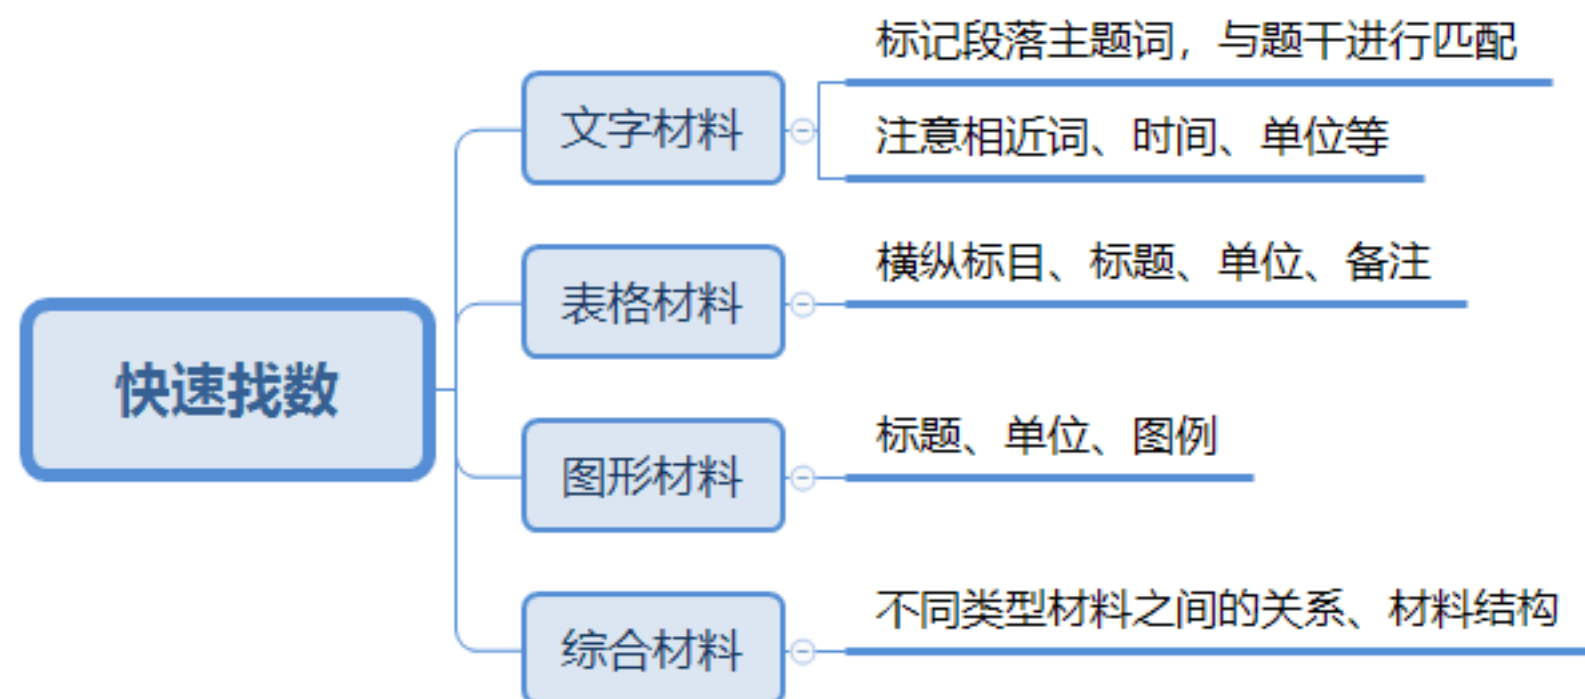 快速找数
文字材料
标记段落主题词，与题干进行匹配
注意相近词、时间、单位等
表格材料
横纵标目、标题、单位、备注
图形材料
标题、单位、图例
综合材料
不同类型材料之间的关系、材料结构